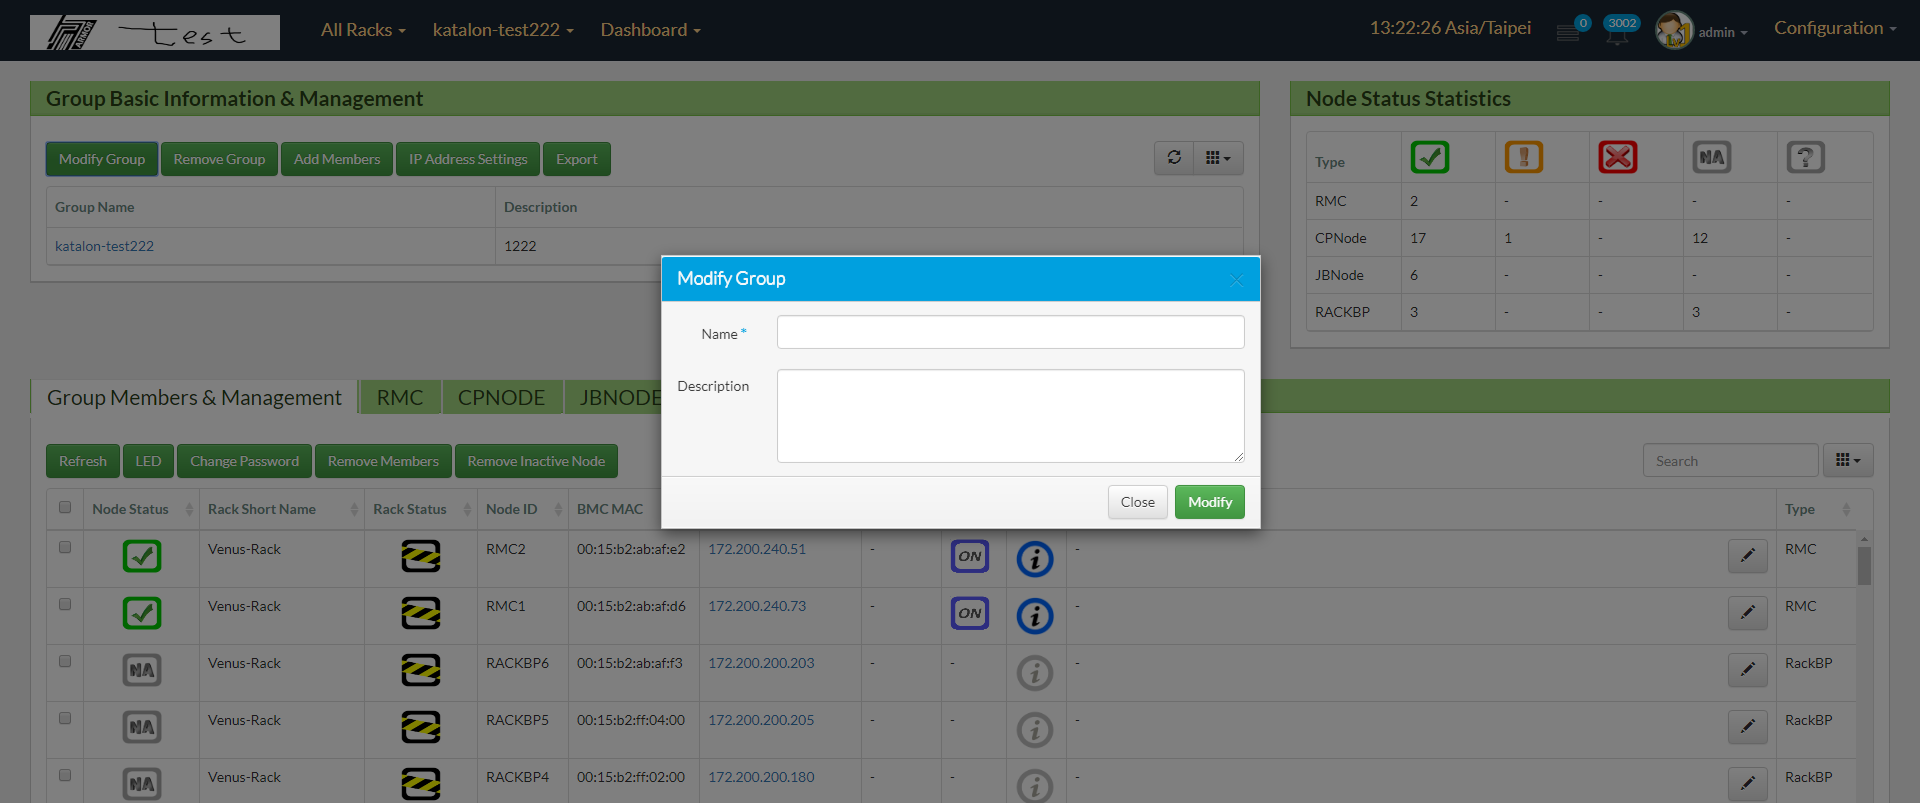 ARMOR test All Racks katalon-test222 Dashboard 13:22:26 Asia/Taipei 0 3002 admin Configuration
Group Basic Information & Management
Modify Group Remove Group Add Members IP Address Settings Export
Group Name Description
katalon-test222 1222
Node Status Statistics
Type NA ?
RMC 2 - - - -
CPNode 17 1 - 12 -
JBNode 6 - - - -
RACKBP 3 - - 3 -
Modify Group
Name *
Description
Close Modify
Group Members & Management RMC CPNODE JBNODE
Refresh LED Change Password Remove Members Remove Inactive Node Search
Node Status Rack Short Name Rack Status Node ID BMC MAC Type
Venus-Rack RMC2 00:15:b2:ab:af:e2 172.200.240.51 - ON i - RMC
Venus-Rack RMC1 00:15:b2:ab:af:d6 172.200.240.73 - ON i - RMC
NA Venus-Rack RACKBP6 00:15:b2:ab:af:f3 172.200.200.203 - - i - RackBP
NA Venus-Rack RACKBP5 00:15:b2:ff:04:00 172.200.200.205 - - i - RackBP
NA Venus-Rack RACKBP4 00:15:b2:ff:02:00 172.200.200.180 - - i - RackBP